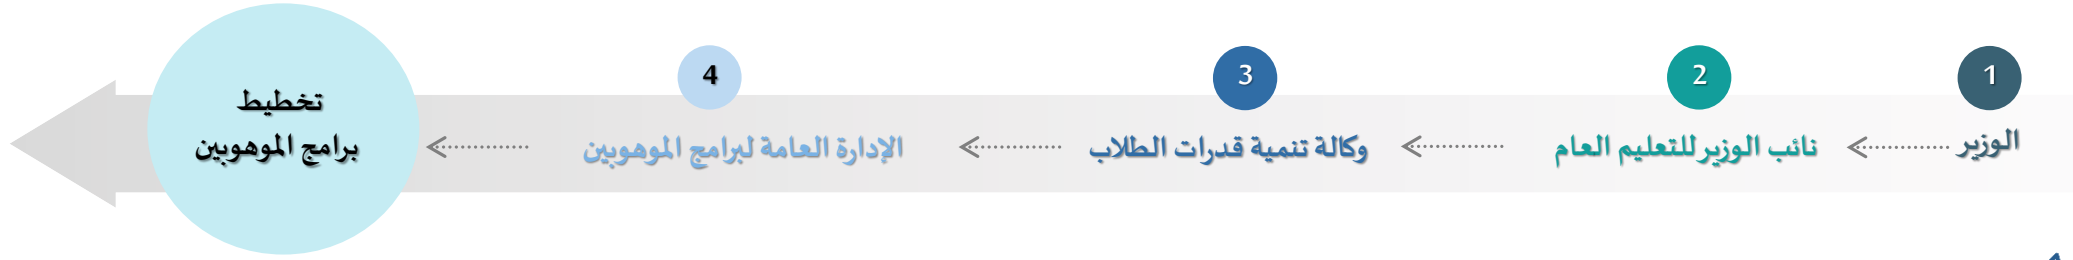 1
الوزير
2
نائب الوزير للتعليم العام
3
وكالة تنمية قدرات الطلاب
4
الإدارة العامة لبرامج الموهوبين
تخطيط
برامج الموهوبين